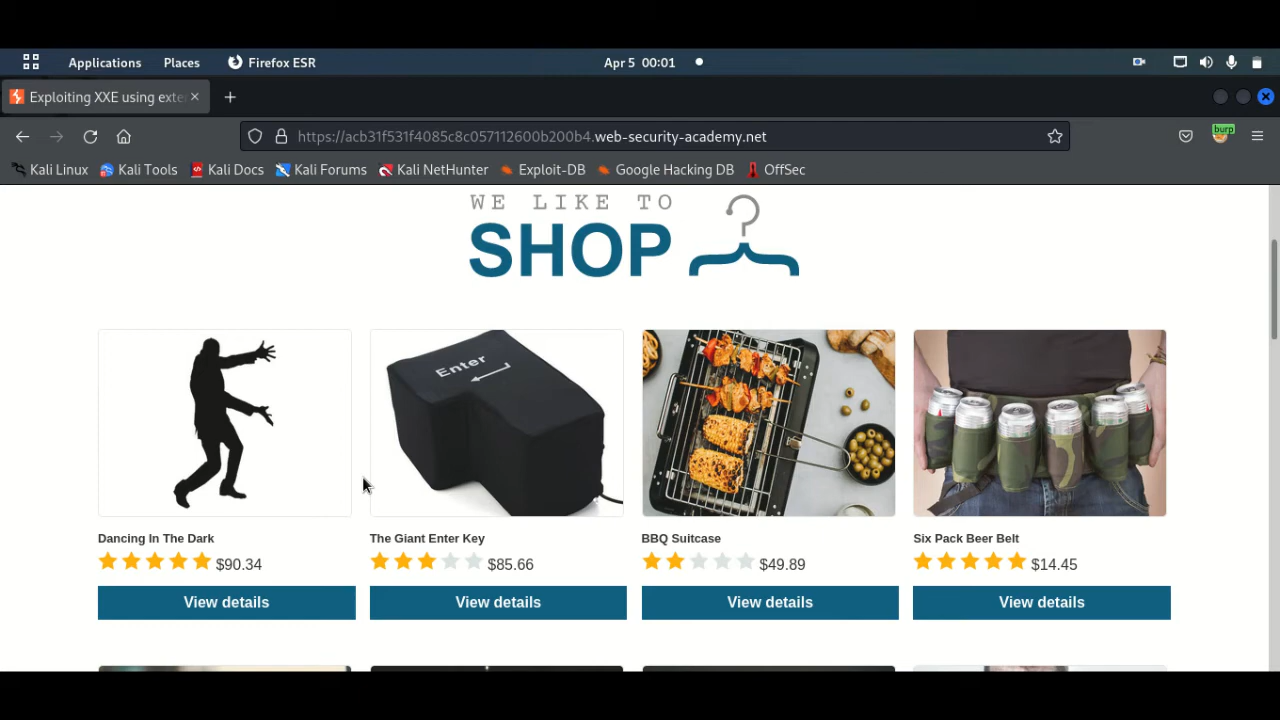 Applications Places Firefox ESR Apr 5 00:01
Exploiting XXE using exte
https://acb31f531f4085c8c057112600b200b4.web-security-academy.net burp
Kali Linux Kali Tools Kali Docs Kali Forums Kali NetHunter Exploit-DB Google Hacking DB OffSec
WE LIKE TO
SHOP
Enter
Dancing In The Dark The Giant Enter Key BBQ Suitcase Six Pack Beer Belt
$90.34 $85.66 $49.89 $14.45
View details View details View details View details